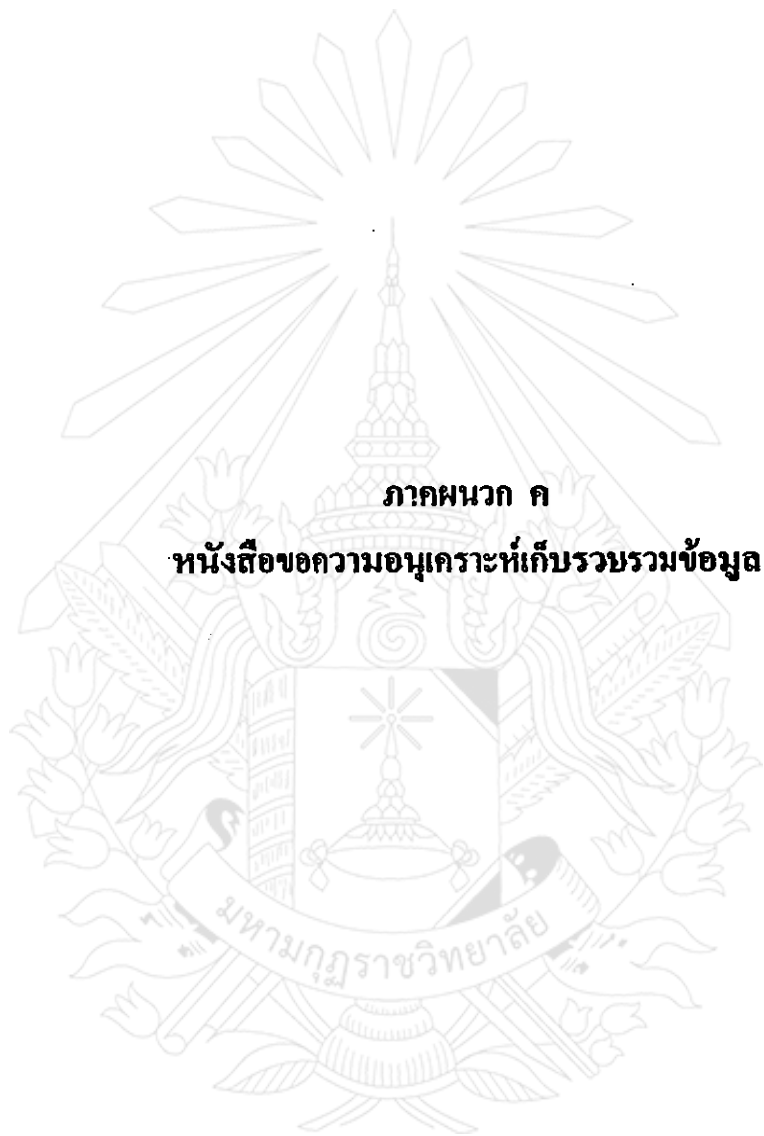 ภาคผนวก ค
หนังสือขอความอนุเคราะห์เก็บรวบรวมข้อมูล
มหามกุฏราชวิทยาลัย